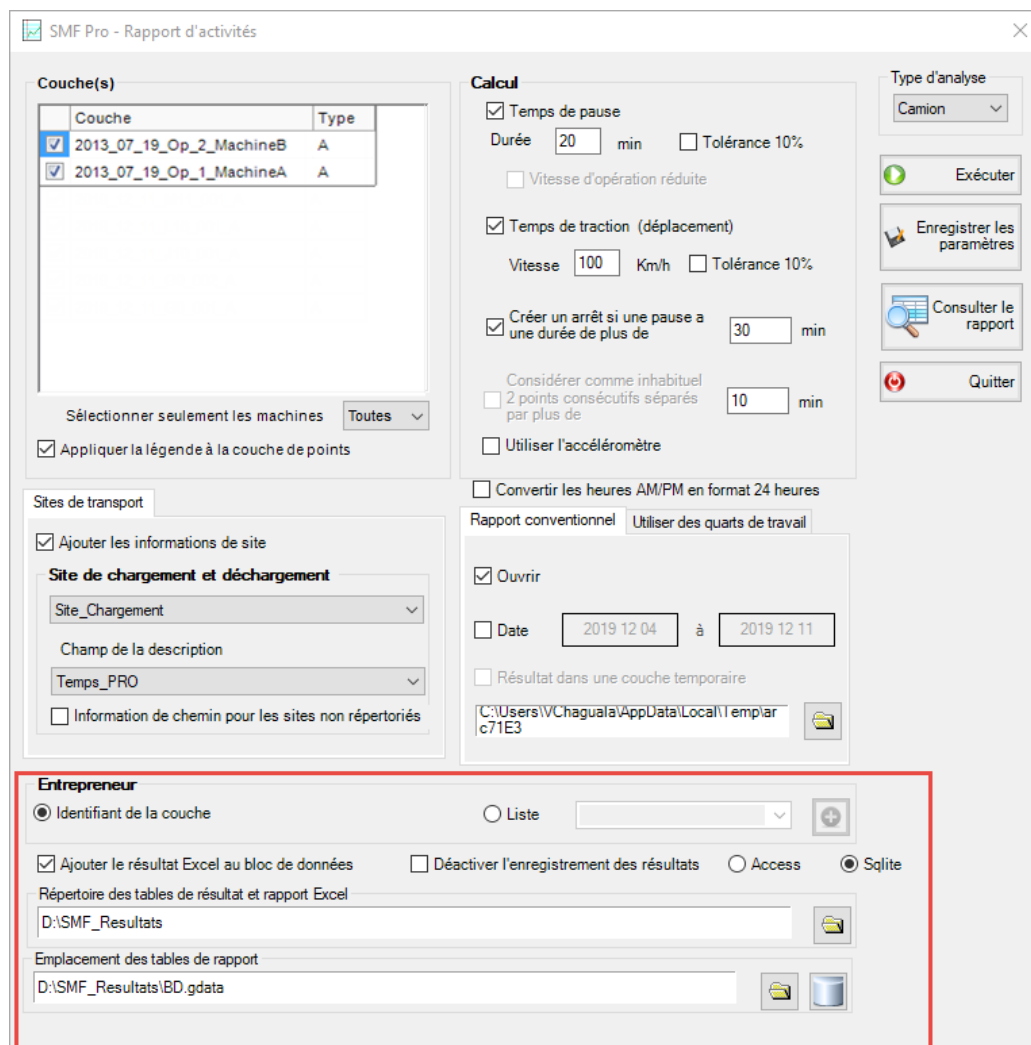 SMF Pro - Rapport d'activités
Couche(s)
Couche Type
2013_07_19_Op_2_MachineB A
2013_07_19_Op_1_MachineA A
Sélectionner seulement les machines Toutes
Appliquer la légende à la couche de points
Calcul
Temps de pause
Durée 20 min Tolérance 10%
Vitesse d'opération réduite
Temps de traction (déplacement)
Vitesse 100 Km/h Tolérance 10%
Créer un arrêt si une pause a
une durée de plus de 30 min
Considérer comme inhabituel
2 points consécutifs séparés
par plus de 10 min
Utiliser l'accéléromètre
Convertir les heures AM/PM en format 24 heures
Type d'analyse
Camion
Exécuter
Enregistrer les
paramètres
Consulter le
rapport
Quitter
Sites de transport
Ajouter les informations de site
Site de chargement et déchargement
Site_Chargement
Champ de la description
Temps_PRO
Information de chemin pour les sites non répertoriés
Rapport conventionnel Utiliser des quarts de travail
Ouvrir
Date 2019 12 04 à 2019 12 11
Résultat dans une couche temporaire
C:\Users\VChaguala\AppData\Local\Temp\ar
c71E3
Entrepreneur
Identifiant de la couche Liste
Ajouter le résultat Excel au bloc de données Déactiver l'enregistrement des résultats Access Sqlite
Répertoire des tables de résultat et rapport Excel
D:\SMF_Resultats
Emplacement des tables de rapport
D:\SMF_Resultats\BD.gdata